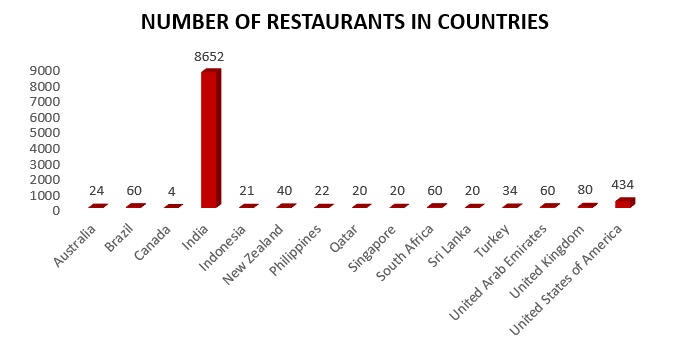 NUMBER OF RESTAURANTS IN COUNTRIES
9000
8000
7000
6000
5000
4000
3000
2000
1000
0
24
60
4
8652
21
40
22
20
20
60
20
34
60
80
434
Australia
Brazil
Canada
India
Indonesia
New Zealand
Philippines
Qatar
Singapore
South Africa
Sri Lanka
Turkey
United Arab Emirates
United Kingdom
United States of America